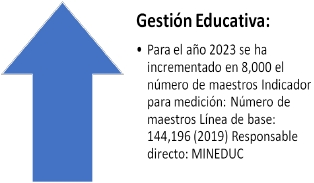 Gestión Educativa:
• Para el año 2023 se ha
incrementado en 8,000 el
número de maestros Indicador
para medición: Número de
maestros Línea de base:
144,196 (2019) Responsable
directo: MINEDUC